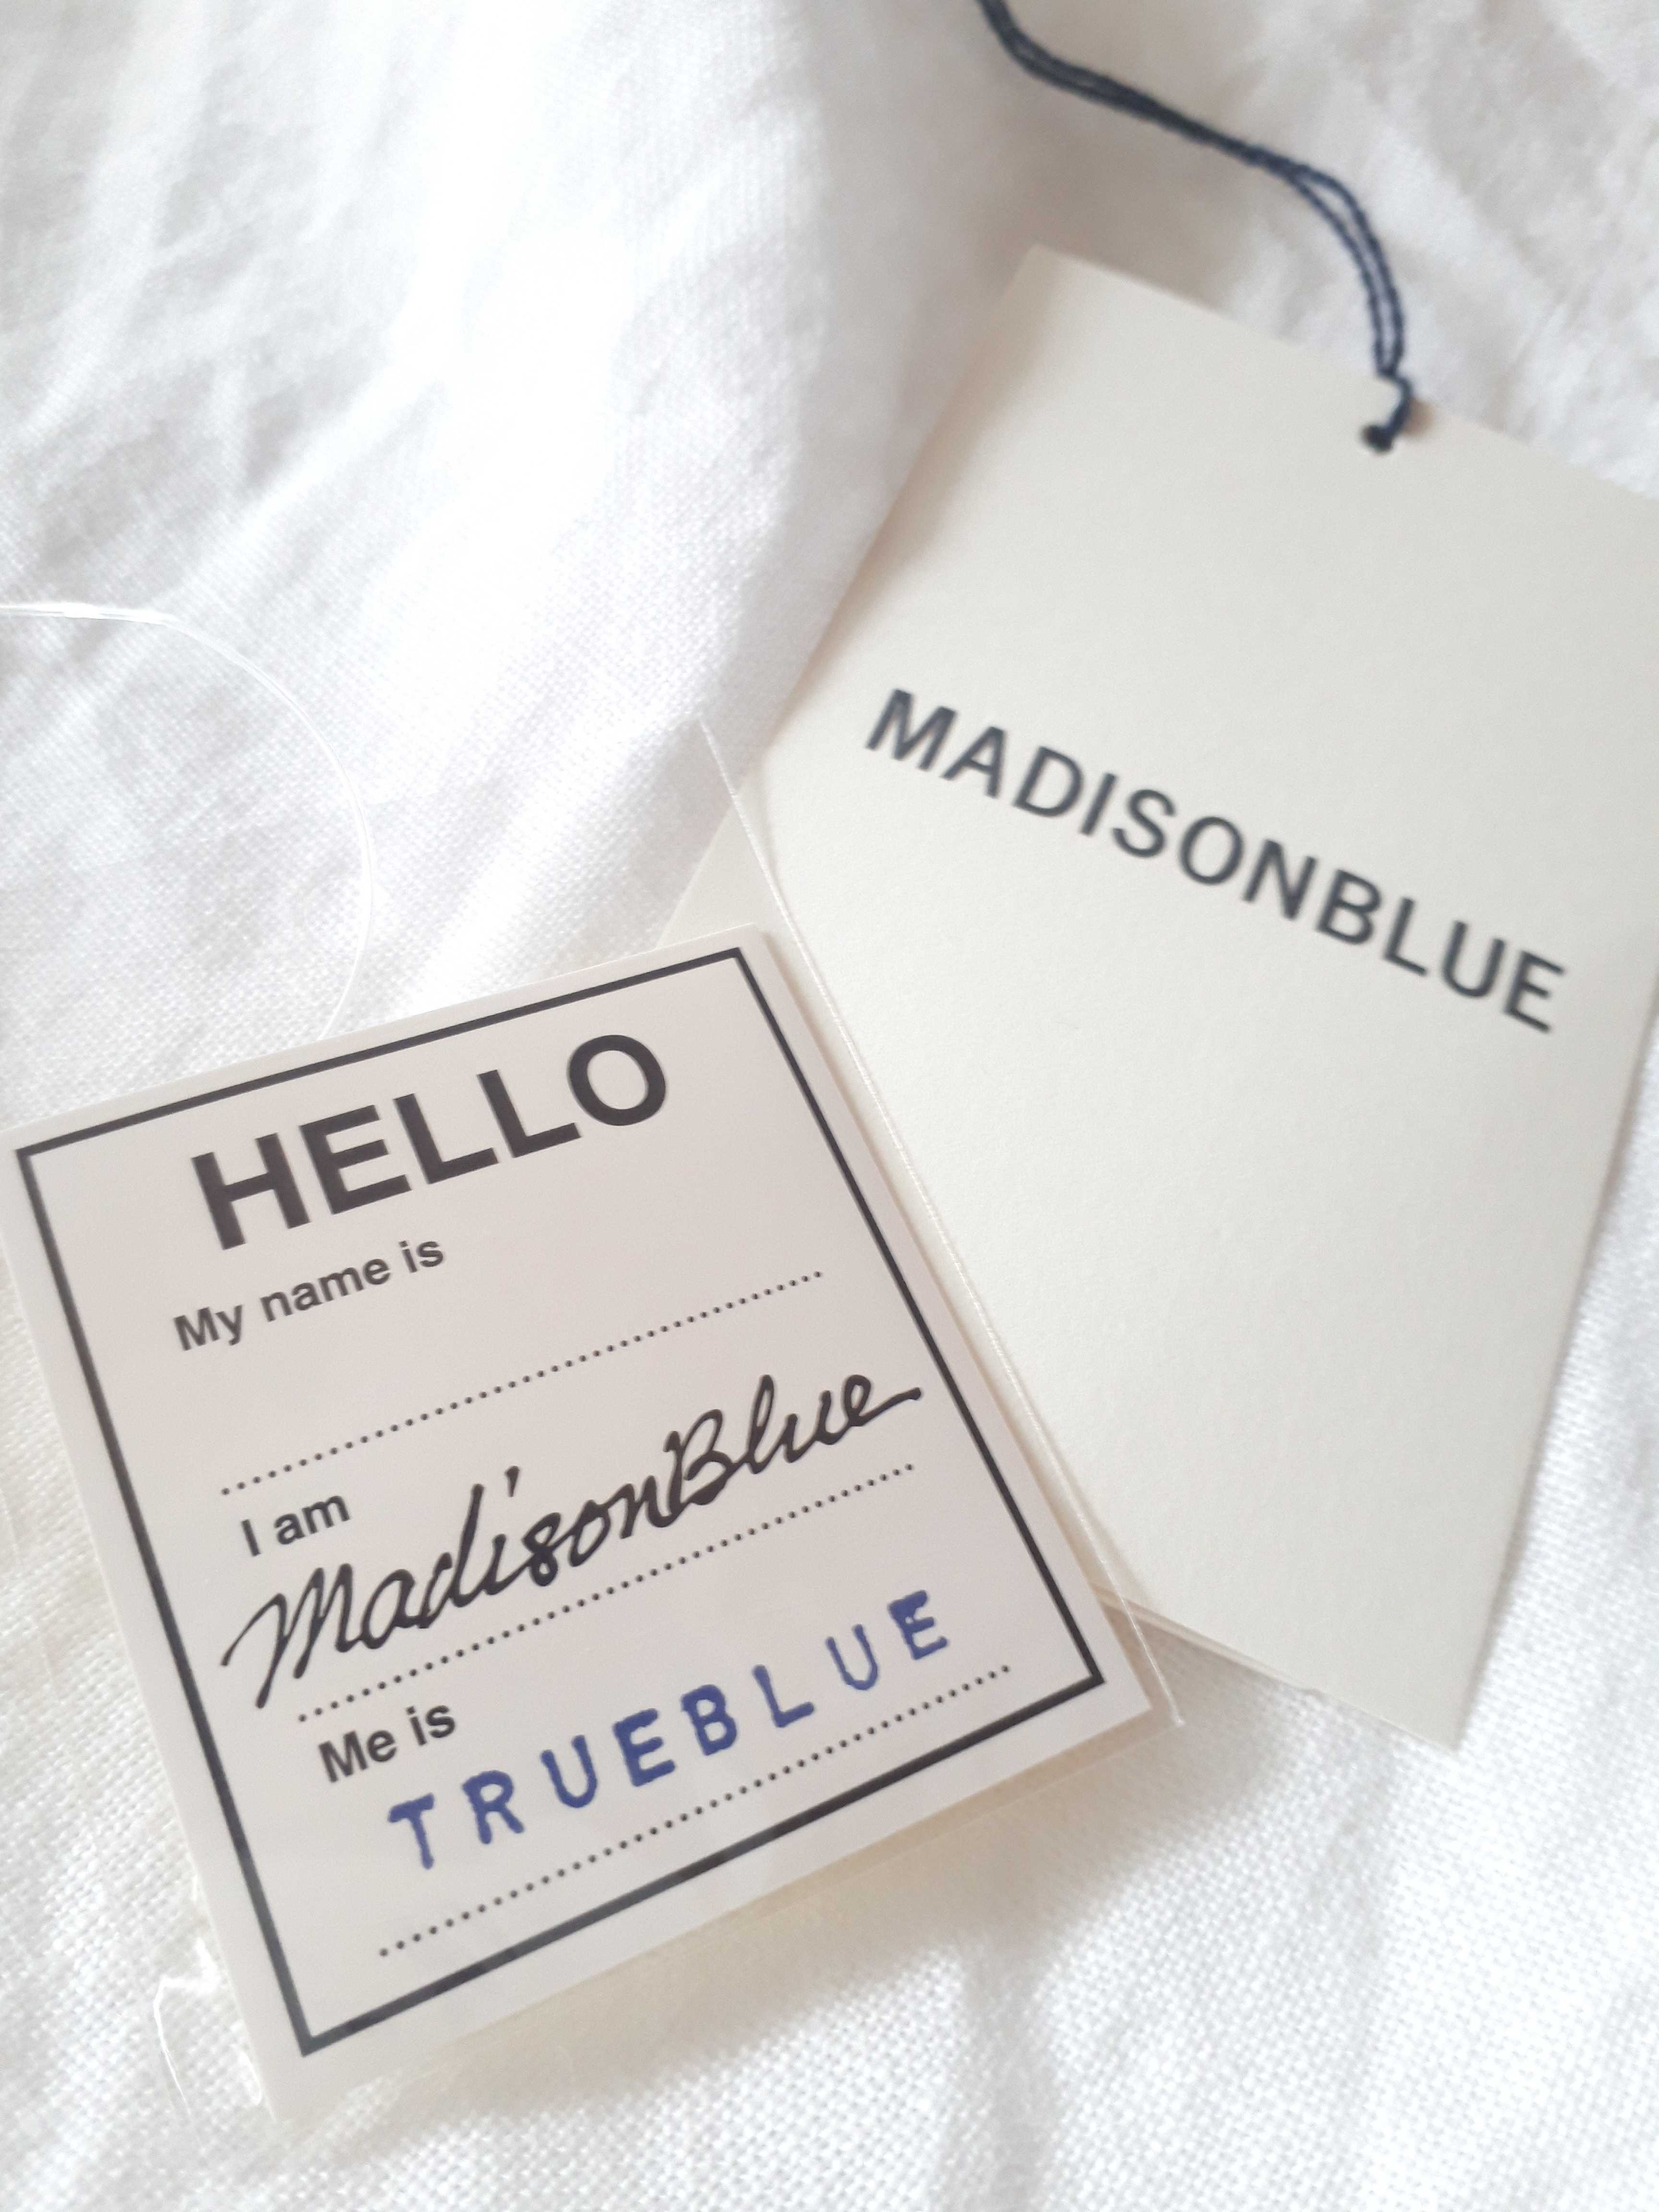 MADISONBLUE
HELLO
My name is
I am
MadisonBlue
Me is
TRUEBLUE